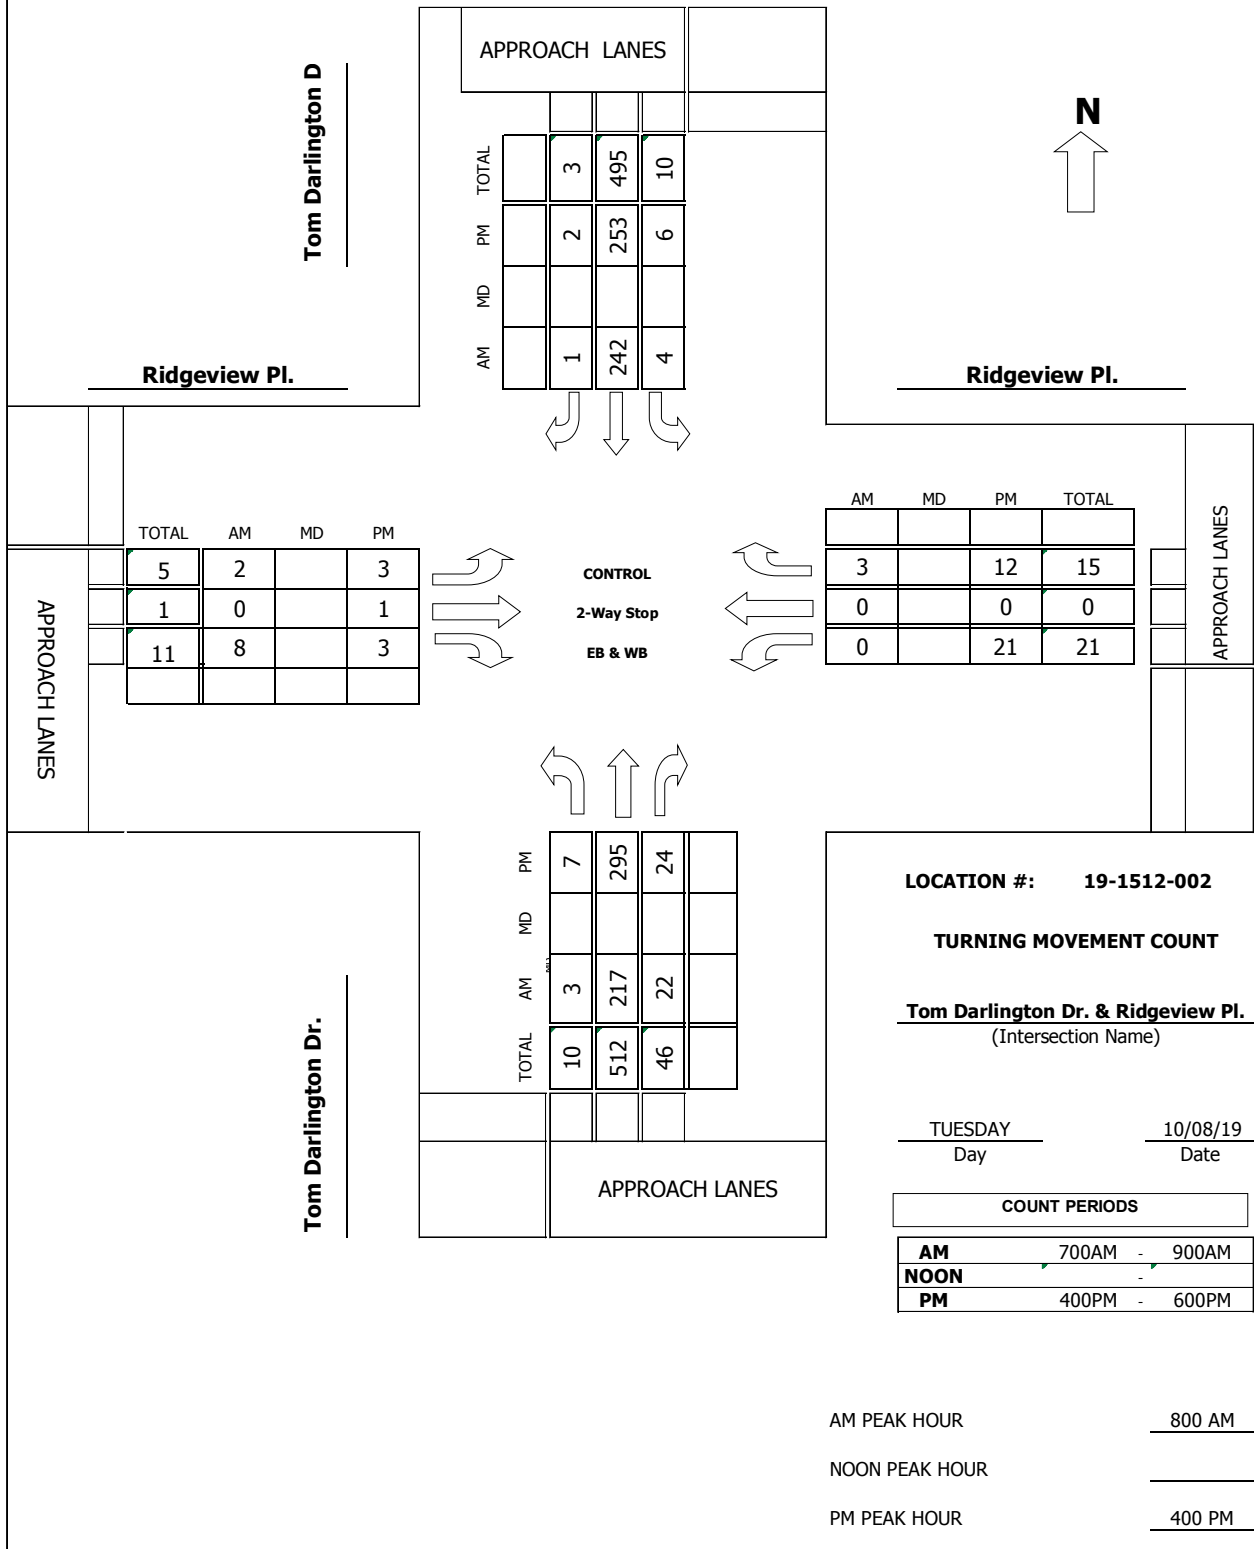 APPROACH LANES
Tom Darlington D
N
TOTAL 3 495 10
PM 2 253 6
MD
AM 1 242 4
Ridgeview Pl.
Ridgeview Pl.
AM MD PM TOTAL
3 12 15
0 0 0
0 21 21
APPROACH LANES
TOTAL AM MD PM
5 2 3
1 0 1
11 8 3
APPROACH LANES
CONTROL
2-Way Stop
EB & WB
PM 7 295 24
MD
AM 3 217 22
TOTAL 10 512 46
APPROACH LANES
Tom Darlington Dr.
LOCATION #: 19-1512-002
TURNING MOVEMENT COUNT
Tom Darlington Dr. & Ridgeview Pl.
(Intersection Name)
TUESDAY 10/08/19
Day Date
COUNT PERIODS
AM 700AM - 900AM
NOON -
PM 400PM - 600PM
AM PEAK HOUR 800 AM
NOON PEAK HOUR
PM PEAK HOUR 400 PM